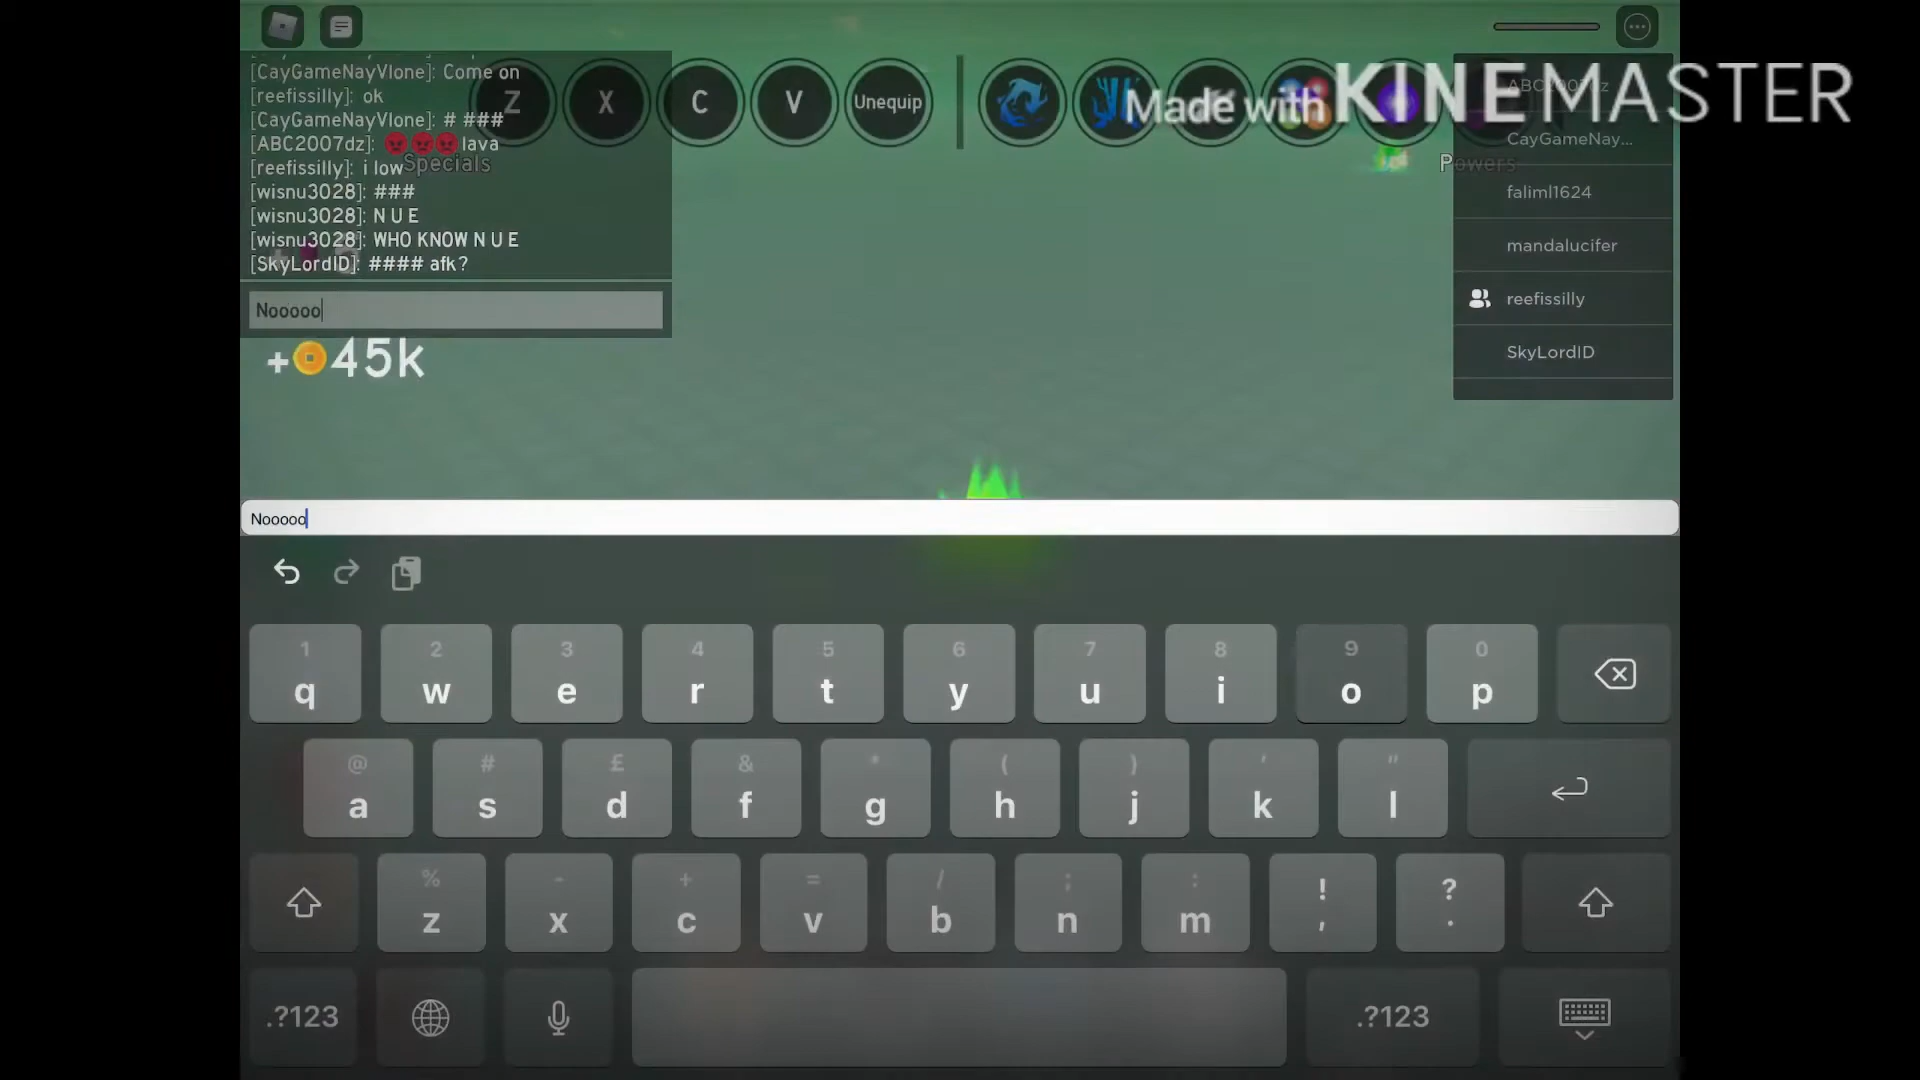 [CayGameNayVlone]: Come on
[reefissilly]: ok
[CayGameNayVlone]: # ###
[ABC2007dz]: 😡😡😡lava
[reefissilly]: i low
[wisnu3028]: ###
[wisnu3028]: N U E
[wisnu3028]: WHO KNOW N U E
[SkyLordID]: #### afk?
Nooooo
Z X C V Unequip
Specials
Made with KINEMASTER
Powers
ABC2007dz
CayGameNay...
faliml1624
mandalucifer
reefissilly
SkyLordID
+45k
Nooooo
1 2 3 4 5 6 7 8 9 0
q w e r t y u i o p
@ # £ & * ( ) ' "
a s d f g h j k l
% - + = / ; : ! ?
z x c v b n m , .
.?123 .?123